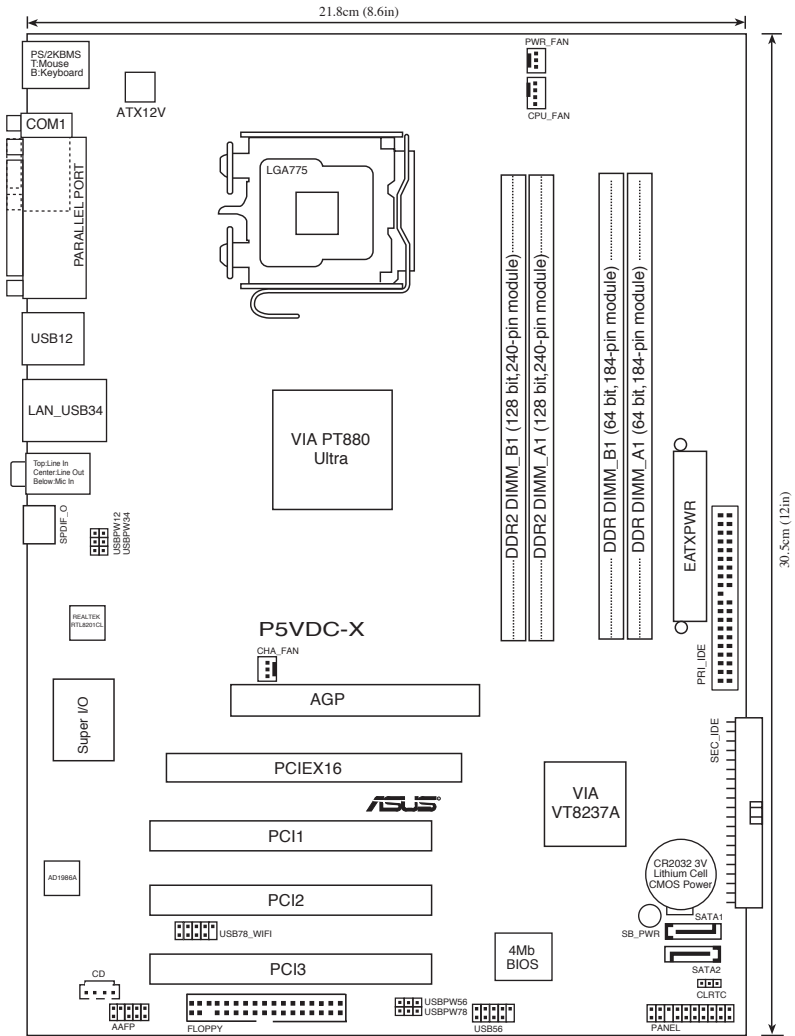 21.8cm (8.6in)
PS/2KBMS
T:Mouse
B:Keyboard
ATX12V
PWR_FAN
CPU_FAN
COM1
PARALLEL PORT
LGA775
DDR2 DIMM_B1 (128 bit,240-pin module)
DDR2 DIMM_A1 (128 bit,240-pin module)
DDR DIMM_B1 (64 bit,184-pin module)
DDR DIMM_A1 (64 bit,184-pin module)
USB12
LAN_USB34
VIA PT880
Ultra
Top:Line In
Center:Line Out
Below:Mic In
SPDIF_O
USBPW12
USBPW34
EATXPWR
30.5cm (12in)
REALTEK
RTL8201CL
P5VDC-X
CHA_FAN
PRI_IDE
AGP
Super I/O
SEC_IDE
PCIEX16
ASUS
VIA
VT8237A
PCI1
CR2032 3V
Lithium Cell
CMOS Power
AD1986A
PCI2
SATA1
USB78_WIFI
SB_PWR
4Mb
BIOS
PCI3
SATA2
CD
CLRTC
USBPW56
USBPW78
AAFP
FLOPPY
USB56
PANEL